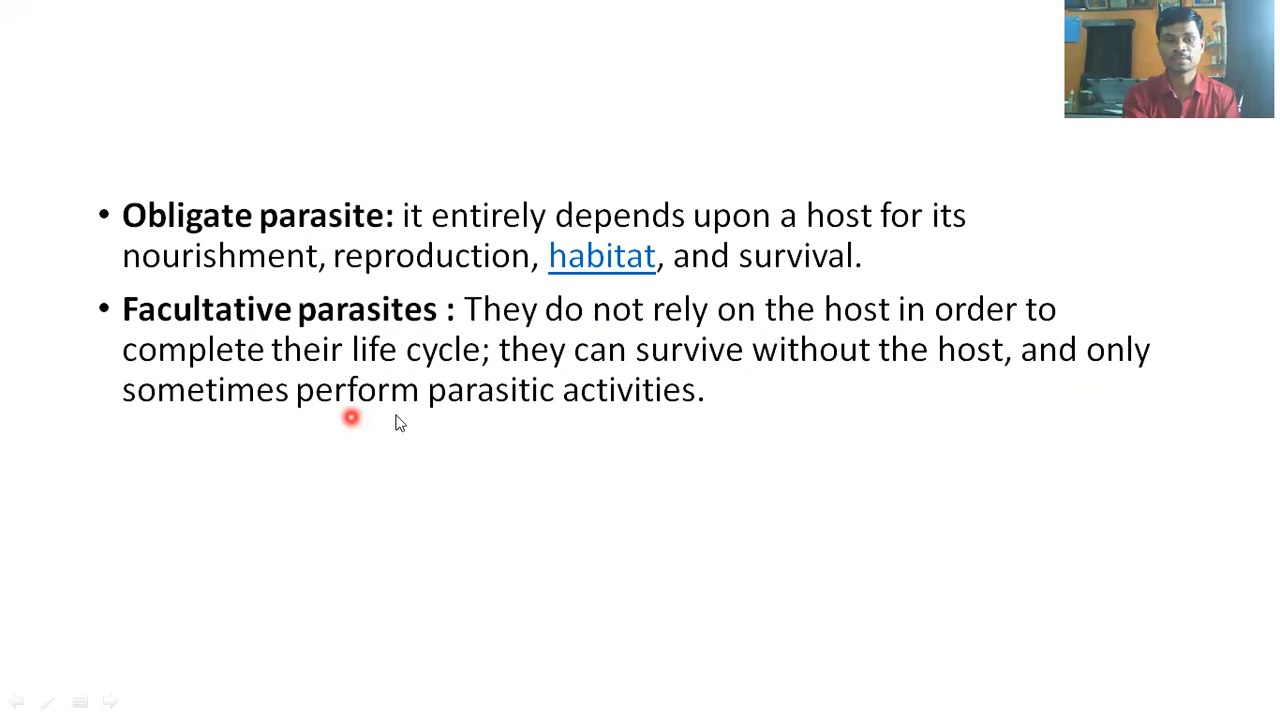 • Obligate parasite: it entirely depends upon a host for its
nourishment, reproduction, habitat, and survival.
• Facultative parasites : They do not rely on the host in order to
complete their life cycle; they can survive without the host, and only
sometimes perform parasitic activities.